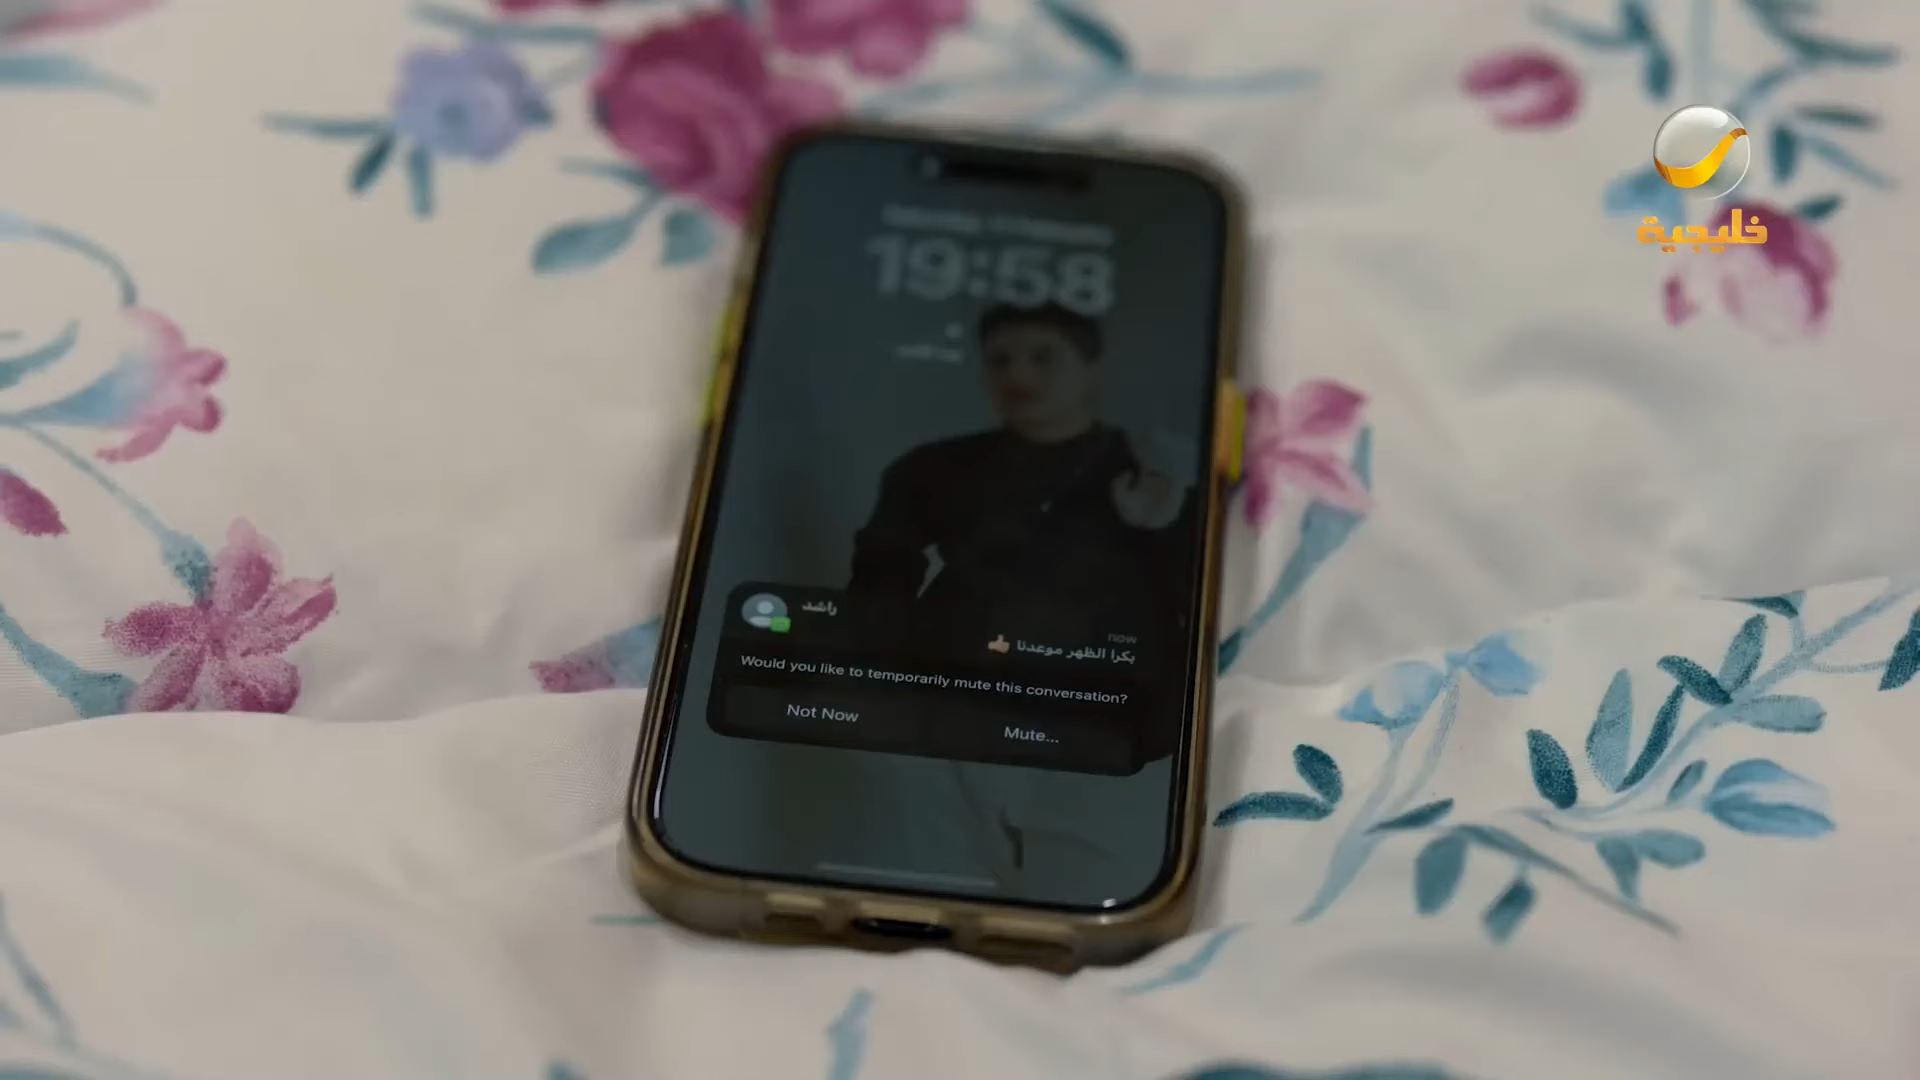 خليجية
19:58
راشد
now
بكرا الظهر موعدنا 👍
Would you like to temporarily mute this conversation?
Not Now
Mute...